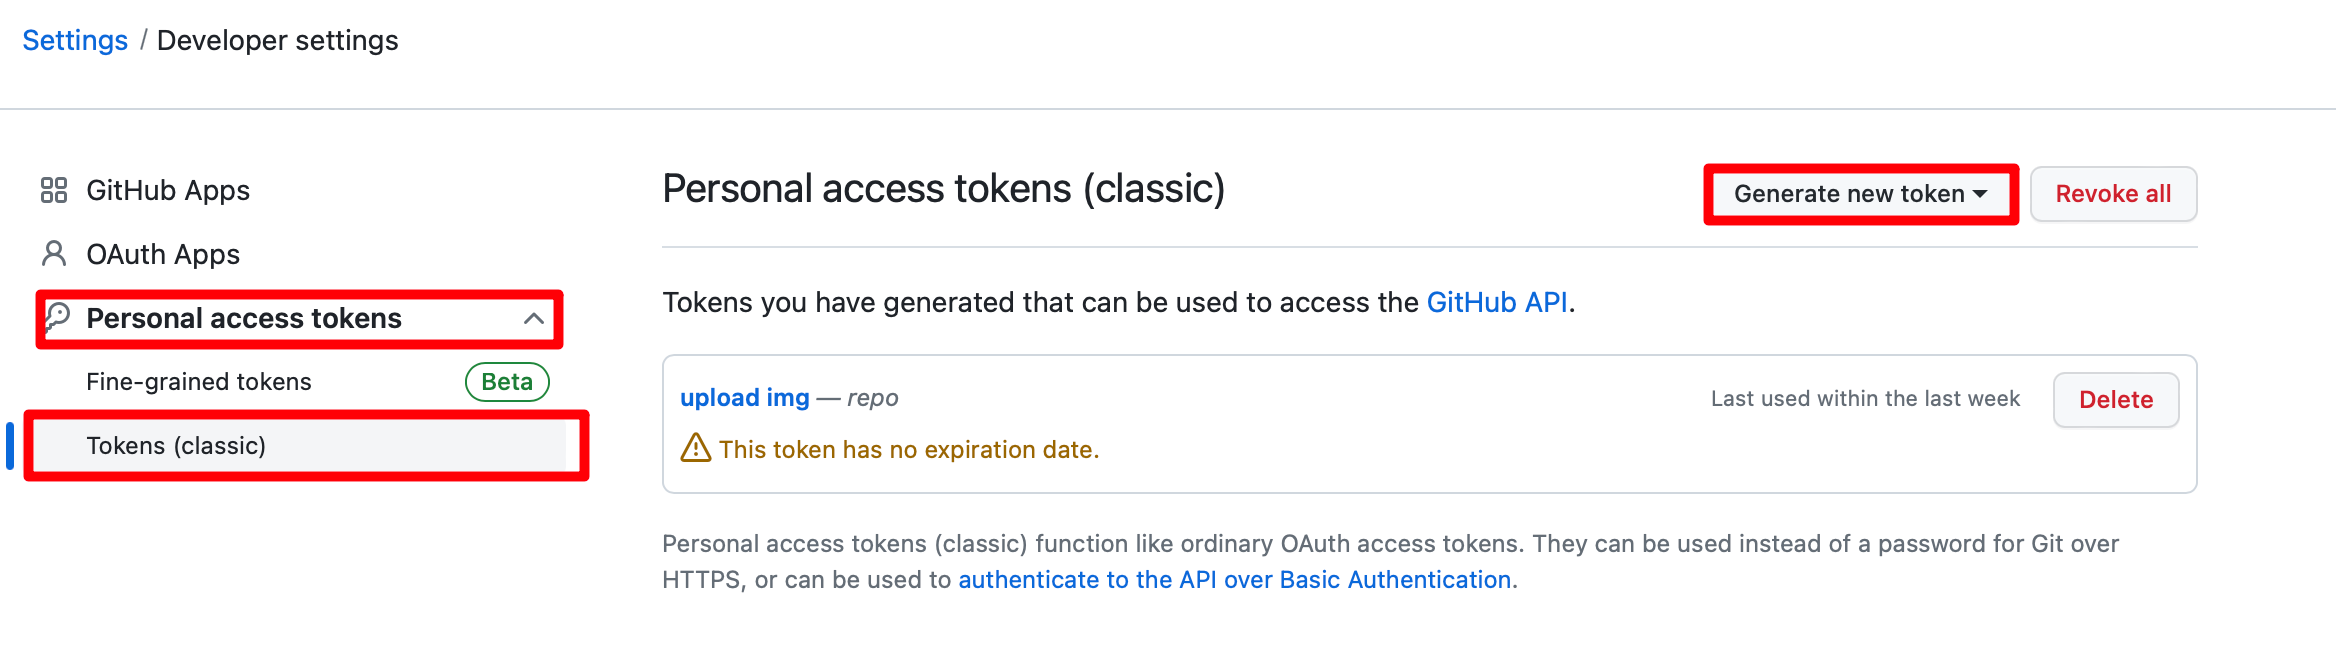 Settings / Developer settings
GitHub Apps
OAuth Apps
Personal access tokens
Fine-grained tokens Beta
Tokens (classic)
Personal access tokens (classic)
Generate new token
Revoke all
Tokens you have generated that can be used to access the GitHub API.
upload img — repo
Last used within the last week
Delete
This token has no expiration date.
Personal access tokens (classic) function like ordinary OAuth access tokens. They can be used instead of a password for Git over
HTTPS, or can be used to authenticate to the API over Basic Authentication.